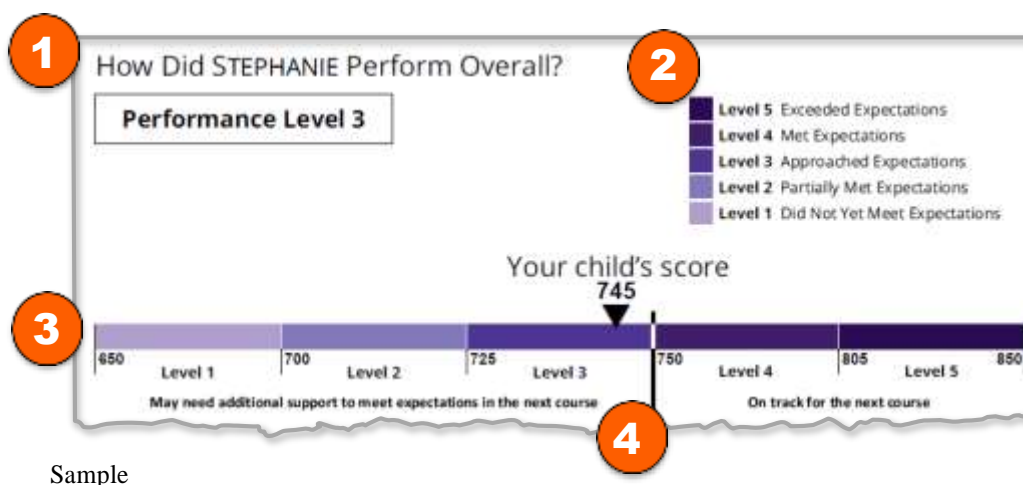 1
How Did STEPHANIE Perform Overall?
Performance Level 3
2
Level 5 Exceeded Expectations
Level 4 Met Expectations
Level 3 Approached Expectations
Level 2 Partially Met Expectations
Level 1 Did Not Yet Meet Expectations
Your child's score
745
3
650 700 725 750 805 850
Level 1 Level 2 Level 3 Level 4 Level 5
May need additional support to meet expectations in the next course On track for the next course
4
Sample